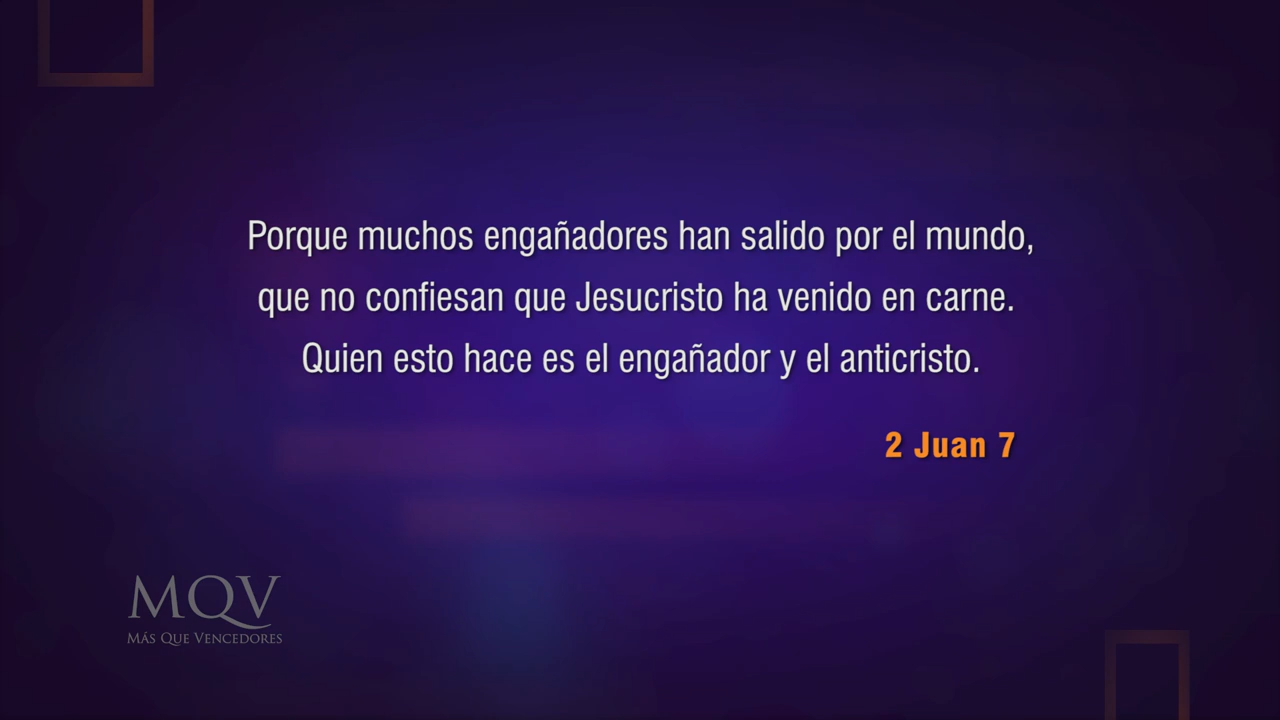 Porque muchos engañadores han salido por el mundo,
que no confiesan que Jesucristo ha venido en carne.
Quien esto hace es el engañador y el anticristo.
2 Juan 7
MQV
MÁS QUE VENCEDORES